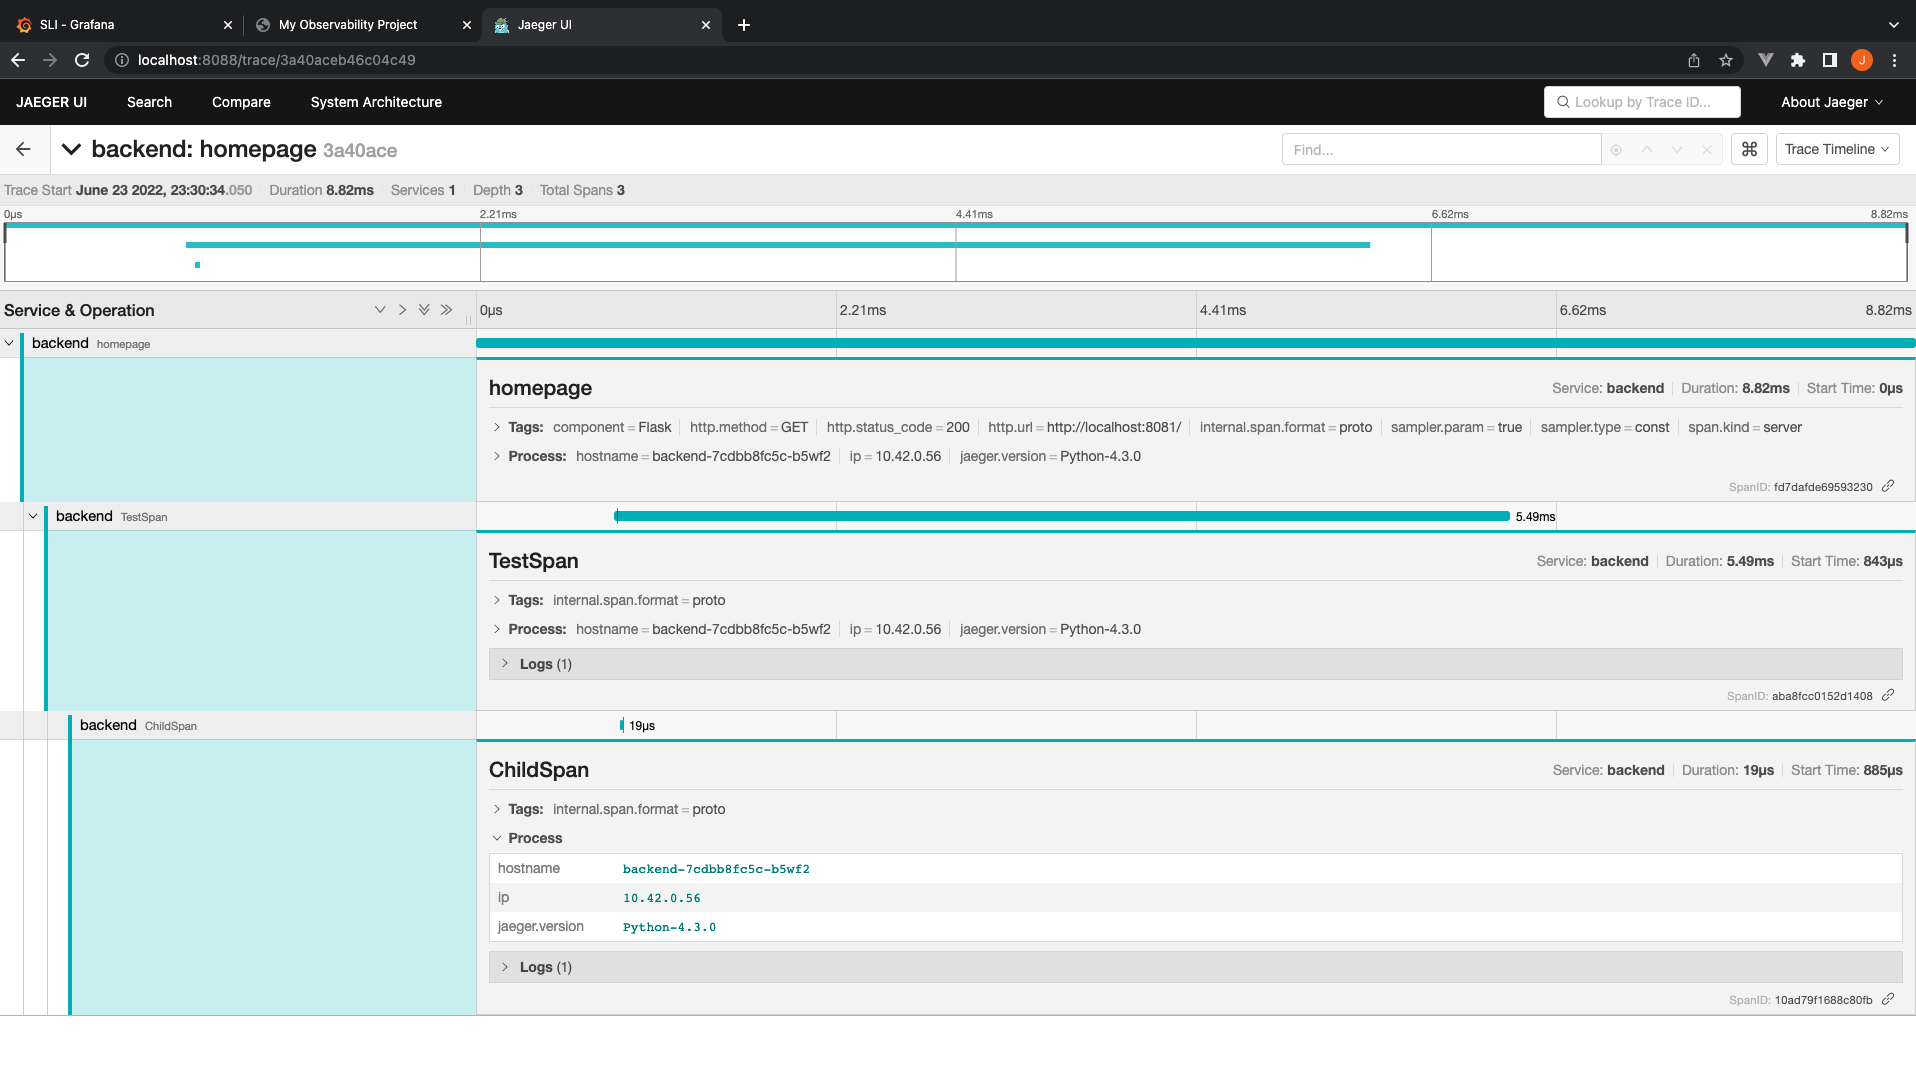 SLI - Grafana
My Observability Project
Jaeger UI
localhost:8088/trace/3a40aceb46c04c49
J
JAEGER UI Search Compare System Architecture Lookup by Trace ID... About Jaeger
backend: homepage 3a40ace Find... ⌘ Trace Timeline
Trace Start June 23 2022, 23:30:34.050 Duration 8.82ms Services 1 Depth 3 Total Spans 3
0μs 2.21ms 4.41ms 6.62ms 8.82ms
Service & Operation 0μs 2.21ms 4.41ms 6.62ms 8.82ms
backend homepage
homepage Service: backend Duration: 8.82ms Start Time: 0μs
Tags: component = Flask http.method = GET http.status_code = 200 http.url = http://localhost:8081/ internal.span.format = proto sampler.param = true sampler.type = const span.kind = server
Process: hostname = backend-7cdbb8fc5c-b5wf2 ip = 10.42.0.56 jaeger.version = Python-4.3.0
SpanID: fd7dafde69593230
backend TestSpan 5.49ms
TestSpan Service: backend Duration: 5.49ms Start Time: 843μs
Tags: internal.span.format = proto
Process: hostname = backend-7cdbb8fc5c-b5wf2 ip = 10.42.0.56 jaeger.version = Python-4.3.0
Logs (1)
SpanID: aba8fcc0152d1408
backend ChildSpan 19μs
ChildSpan Service: backend Duration: 19μs Start Time: 885μs
Tags: internal.span.format = proto
Process
hostname backend-7cdbb8fc5c-b5wf2
ip 10.42.0.56
jaeger.version Python-4.3.0
Logs (1)
SpanID: 10ad79f1688c80fb